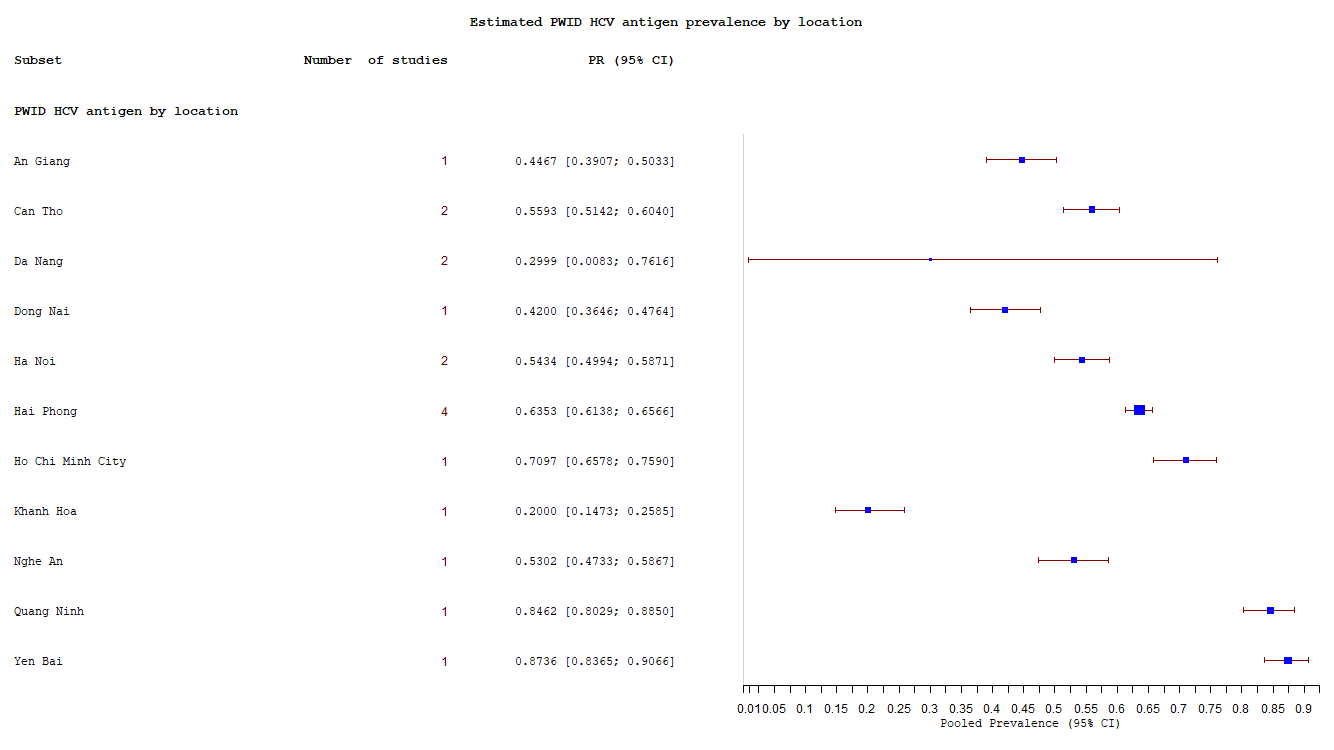 Estimated PWID HCV antigen prevalence by location
Subset Number of studies PR (95% CI)
PWID HCV antigen by location
An Giang 1 0.4467 [0.3907; 0.5033]
Can Tho 2 0.5593 [0.5142; 0.6040]
Da Nang 2 0.2999 [0.0083; 0.7616]
Dong Nai 1 0.4200 [0.3646; 0.4764]
Ha Noi 2 0.5434 [0.4994; 0.5871]
Hai Phong 4 0.6353 [0.6138; 0.6566]
Ho Chi Minh City 1 0.7097 [0.6578; 0.7590]
Khanh Hoa 1 0.2000 [0.1473; 0.2585]
Nghe An 1 0.5302 [0.4733; 0.5867]
Quang Ninh 1 0.8462 [0.8029; 0.8850]
Yen Bai 1 0.8736 [0.8365; 0.9066]
0.01 0.05 0.1 0.15 0.2 0.25 0.3 0.35 0.4 0.45 0.5 0.55 0.6 0.65 0.7 0.75 0.8 0.85 0.9
Pooled Prevalence (95% CI)